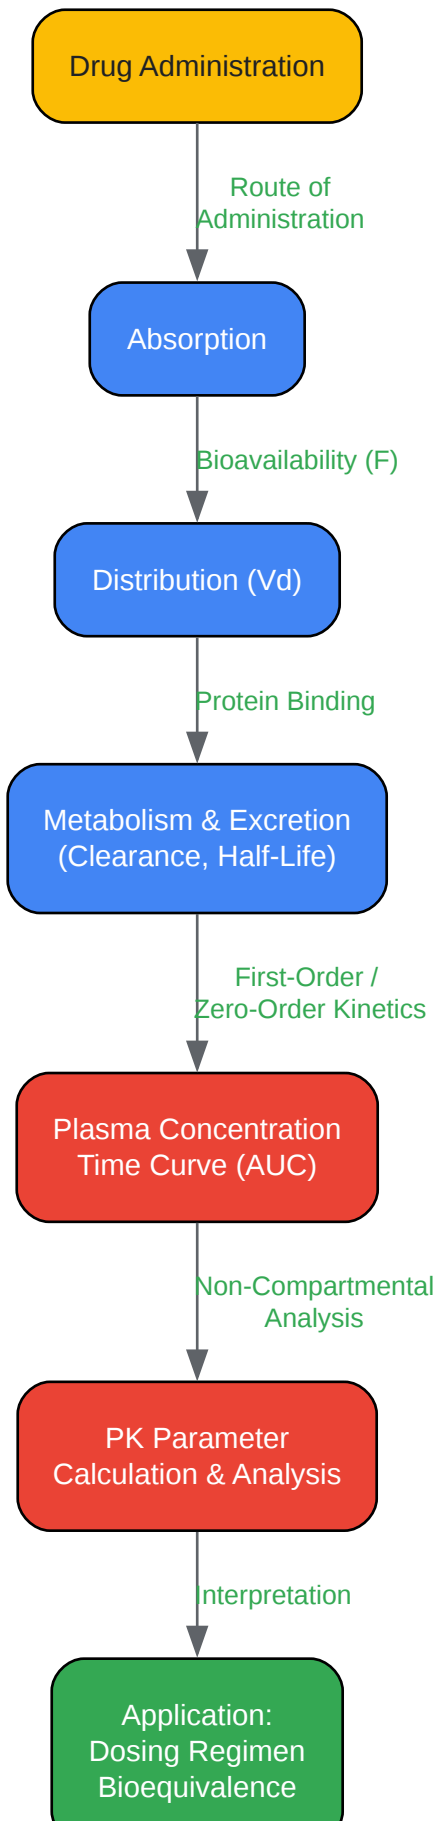 Drug Administration
Route of
Administration
Absorption
Bioavailability (F)
Distribution (Vd)
Protein Binding
Metabolism & Excretion
(Clearance, Half-Life)
First-Order /
Zero-Order Kinetics
Plasma Concentration
Time Curve (AUC)
Non-Compartmental
Analysis
PK Parameter
Calculation & Analysis
Interpretation
Application:
Dosing Regimen
Bioequivalence